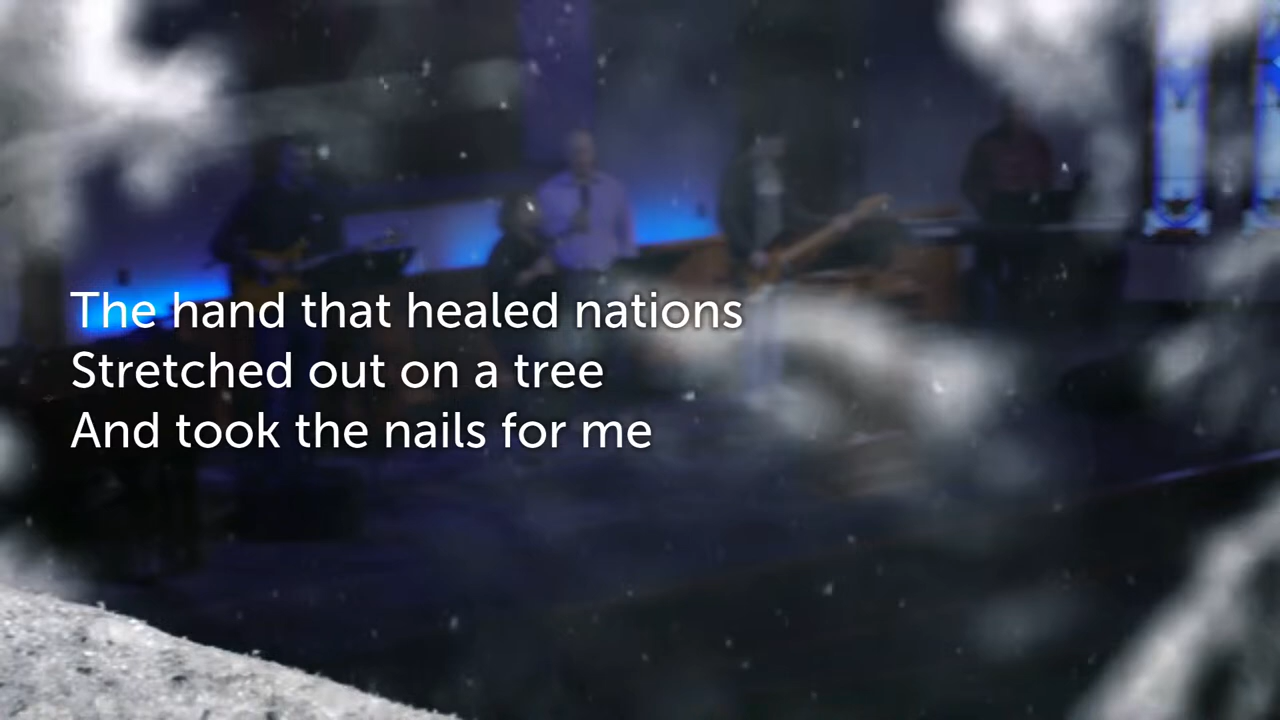 The hand that healed nations
Stretched out on a tree
And took the nails for me